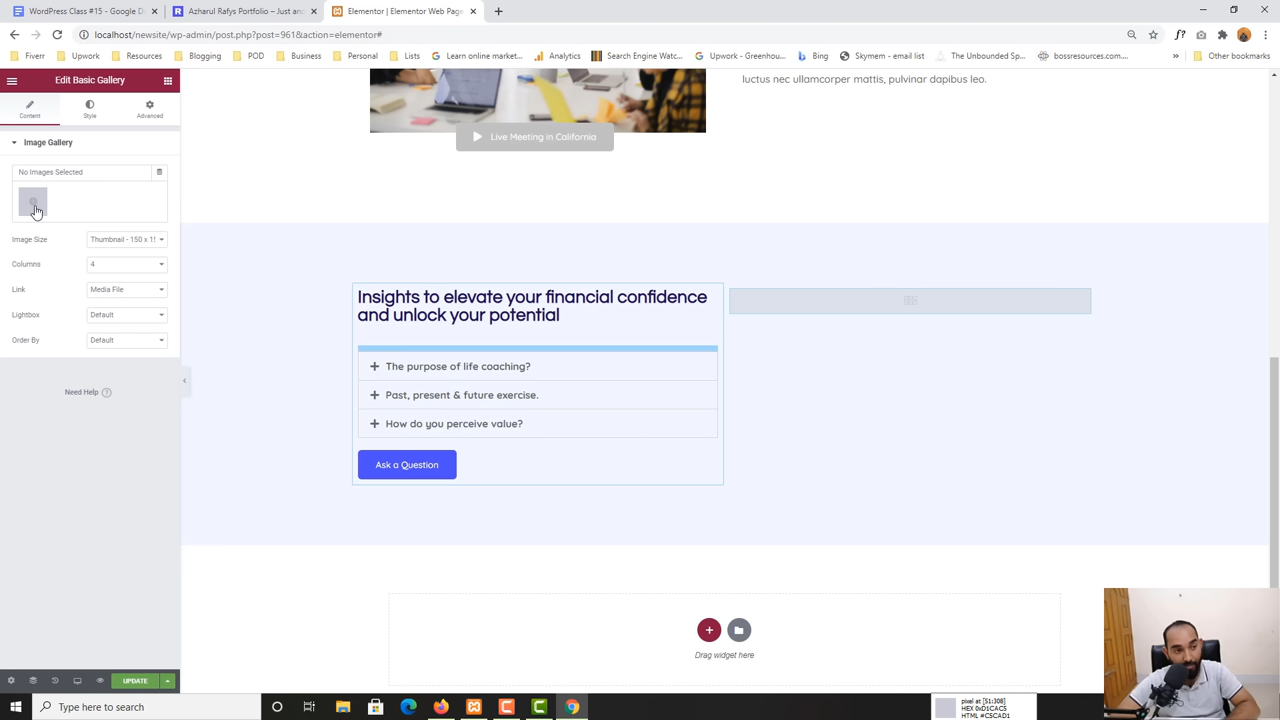 WordPress Class #15 - Google D
Azharul Rafys Portfolio – Just an
Elementor | Elementor Web Page
localhost/newsite/wp-admin/post.php?post=961&action=elementor#
Fiverr
Upwork
Resources
Blogging
POD
Business
Personal
Lists
Learn online market...
Analytics
Search Engine Watc...
Upwork - Greenhou...
Bing
Skymem - email list
The Unbounded Sp...
bossresources.com...
»
Other bookmarks
Edit Basic Gallery
luctus nec ullamcorper mattis, pulvinar dapibus leo.
Content
Style
Advanced
Live Meeting in California
Image Gallery
No Images Selected
Image Size
Thumbnail - 150 x 15
Columns
4
Link
Media File
Lightbox
Default
Order By
Default
Need Help
Insights to elevate your financial confidence
and unlock your potential
The purpose of life coaching?
Past, present & future exercise.
How do you perceive value?
Ask a Question
Drag widget here
UPDATE
Type here to search
pixel at [51:308]
HEX 0xD1CAC5
HTML #C5CAD1